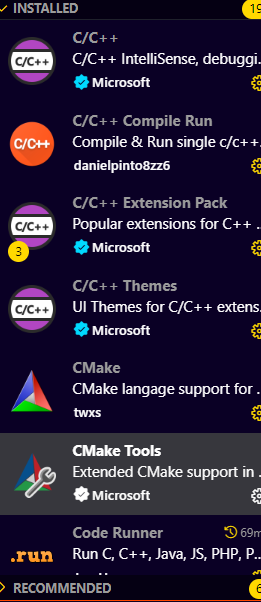 INSTALLED
19
C/C++
C/C++ IntelliSense, debuggi...
Microsoft
C/C++
C/C++ Compile Run
Compile & Run single c/c++...
danielpinto8zz6
C/C++
C/C++ Extension Pack
Popular extensions for C++ ...
Microsoft
C/C++
3
C/C++ Themes
UI Themes for C/C++ extens...
Microsoft
C/C++
CMake
CMake langage support for ...
twxs
CMake Tools
Extended CMake support in ...
Microsoft
Code Runner
69m
Run C, C++, Java, JS, PHP, P...
.run
RECOMMENDED
6